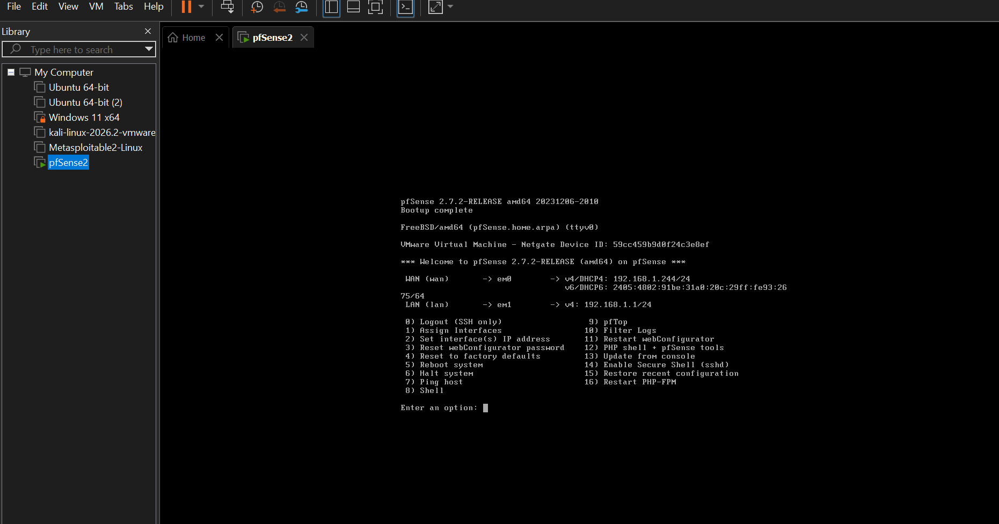 File Edit View VM Tabs Help
Library
Type here to search
My Computer
Ubuntu 64-bit
Ubuntu 64-bit (2)
Windows 11 x64
kali-linux-2026.2-vmware
Metasploitable2-Linux
pfSense2
Home
pfSense2
pfSense 2.7.2-RELEASE amd64 20231206-2010
Bootup complete
FreeBSD/amd64 (pfSense.home.arpa) (ttyv0)
VMware Virtual Machine - Netgate Device ID: 59cc459b9d0f24c3e8ef
*** Welcome to pfSense 2.7.2-RELEASE (amd64) on pfSense ***
WAN (wan) -> em0 -> v4/DHCP4: 192.168.1.244/24
v6/DHCP6: 2405:4802:91be:31a0:20c:29ff:fe93:26
75/64
LAN (lan) -> em1 -> v4: 192.168.1.1/24
0) Logout (SSH only) 9) pfTop
1) Assign Interfaces 10) Filter Logs
2) Set interface(s) IP address 11) Restart webConfigurator
3) Reset webConfigurator password 12) PHP shell + pfSense tools
4) Reset to factory defaults 13) Update from console
5) Reboot system 14) Enable Secure Shell (sshd)
6) Halt system 15) Restore recent configuration
7) Ping host 16) Restart PHP-FPM
8) Shell
Enter an option: